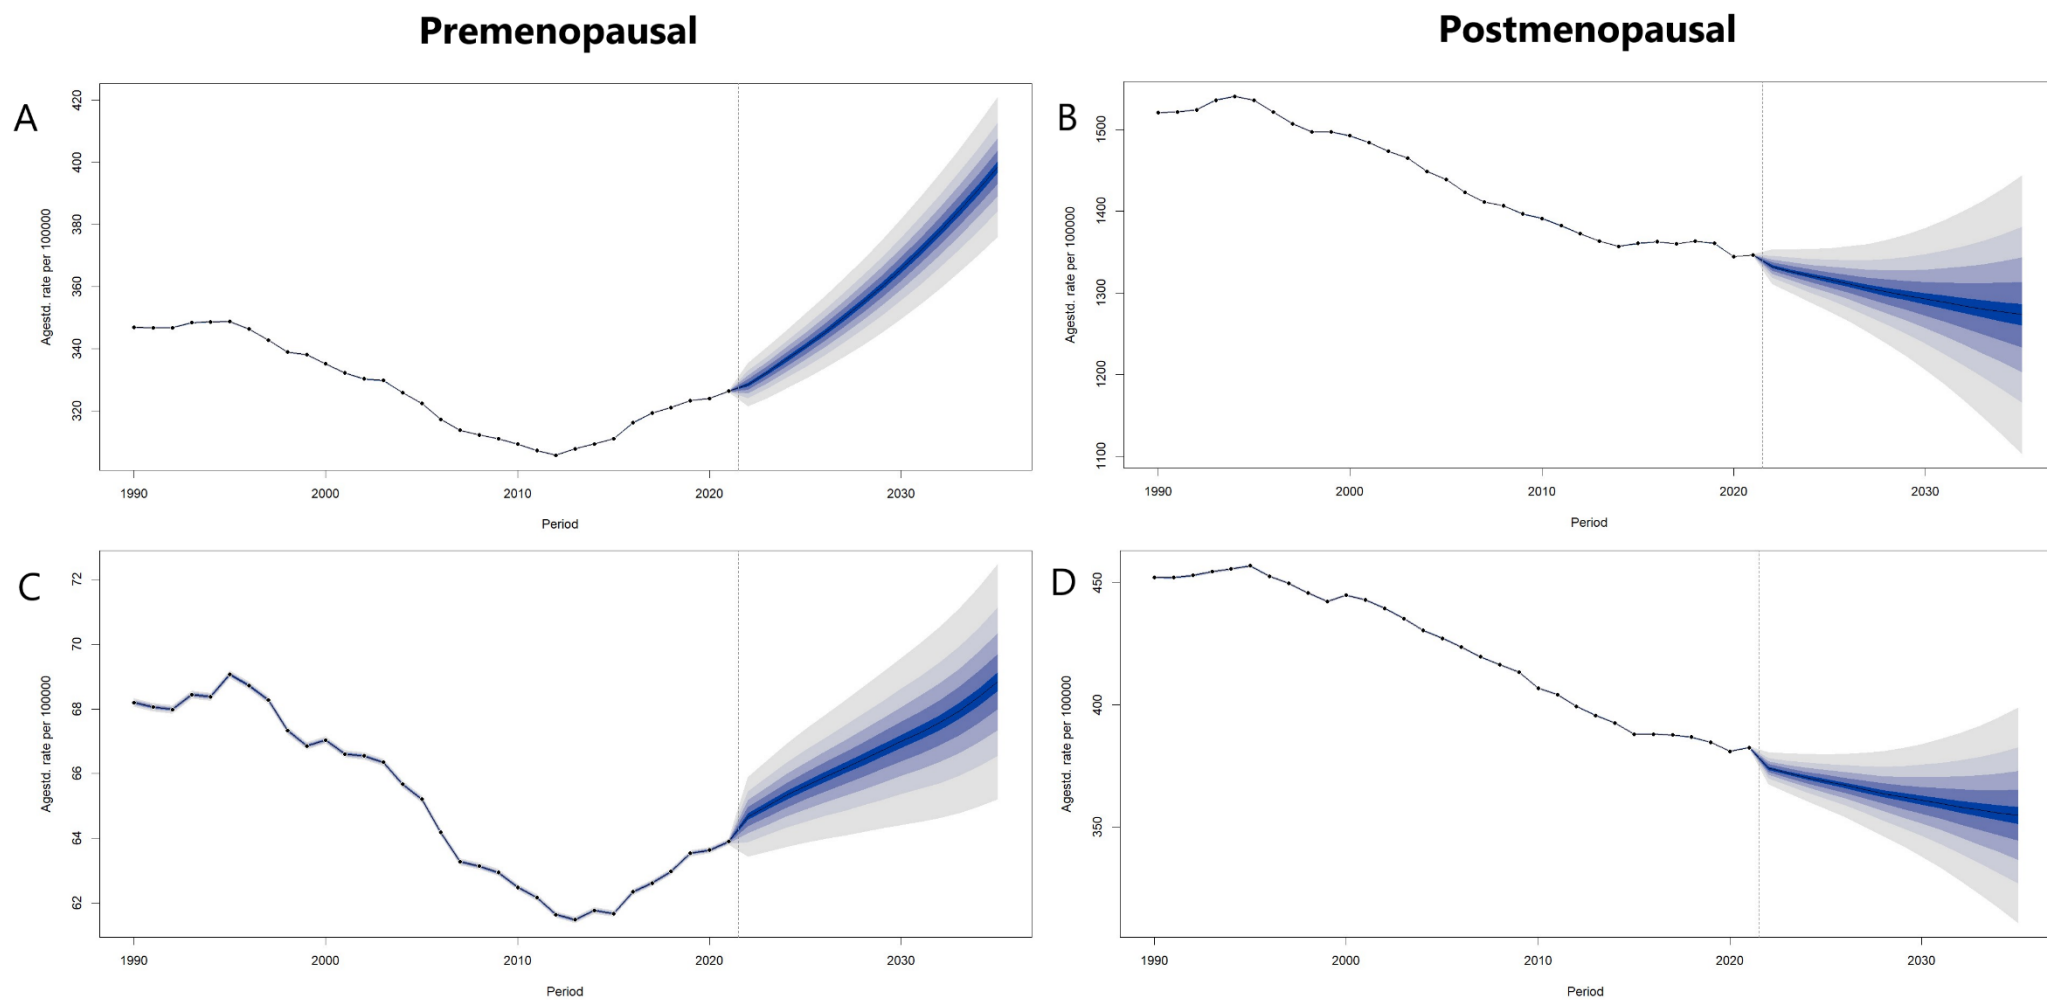 Premenopausal
Postmenopausal
A
420
400
380
360
340
320
Agestd. rate per 100000
1990
2000
2010
2020
2030
Period
B
1500
1400
1300
1200
1100
Agestd. rate per 100000
1990
2000
2010
2020
2030
Period
C
72
70
68
66
64
62
Agestd. rate per 100000
1990
2000
2010
2020
2030
Period
D
450
400
350
Agestd. rate per 100000
1990
2000
2010
2020
2030
Period